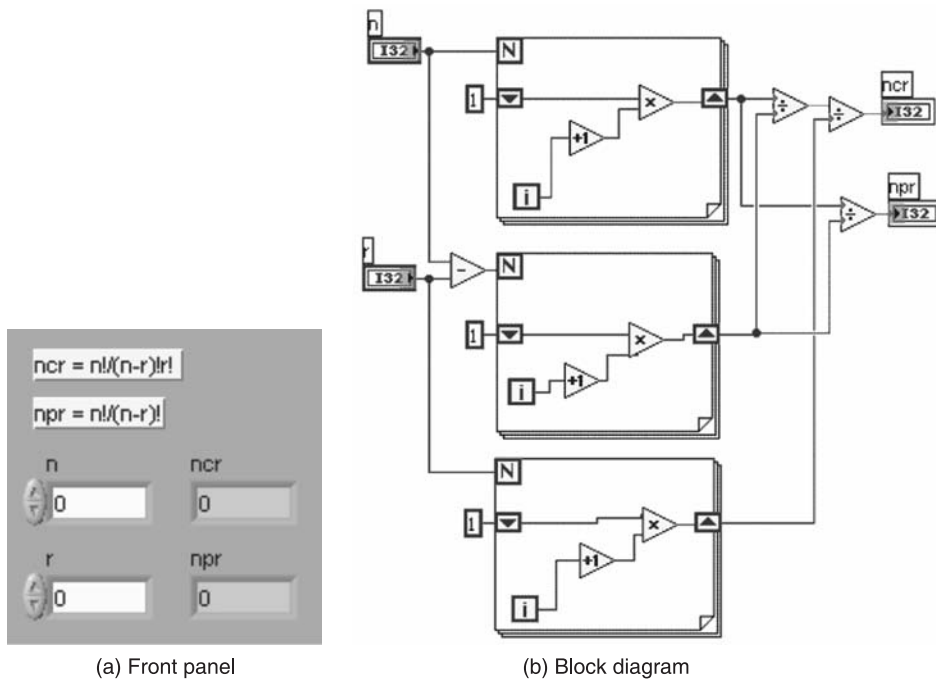 n
I32
N
1
×
+1
i
÷
÷
ncr
I32
npr
÷
I32
r
I32
−
N
1
×
+1
i
N
1
×
+1
i
ncr = n!/(n-r)!r!
npr = n!/(n-r)!
n
ncr
0
0
r
npr
0
0
(a) Front panel
(b) Block diagram